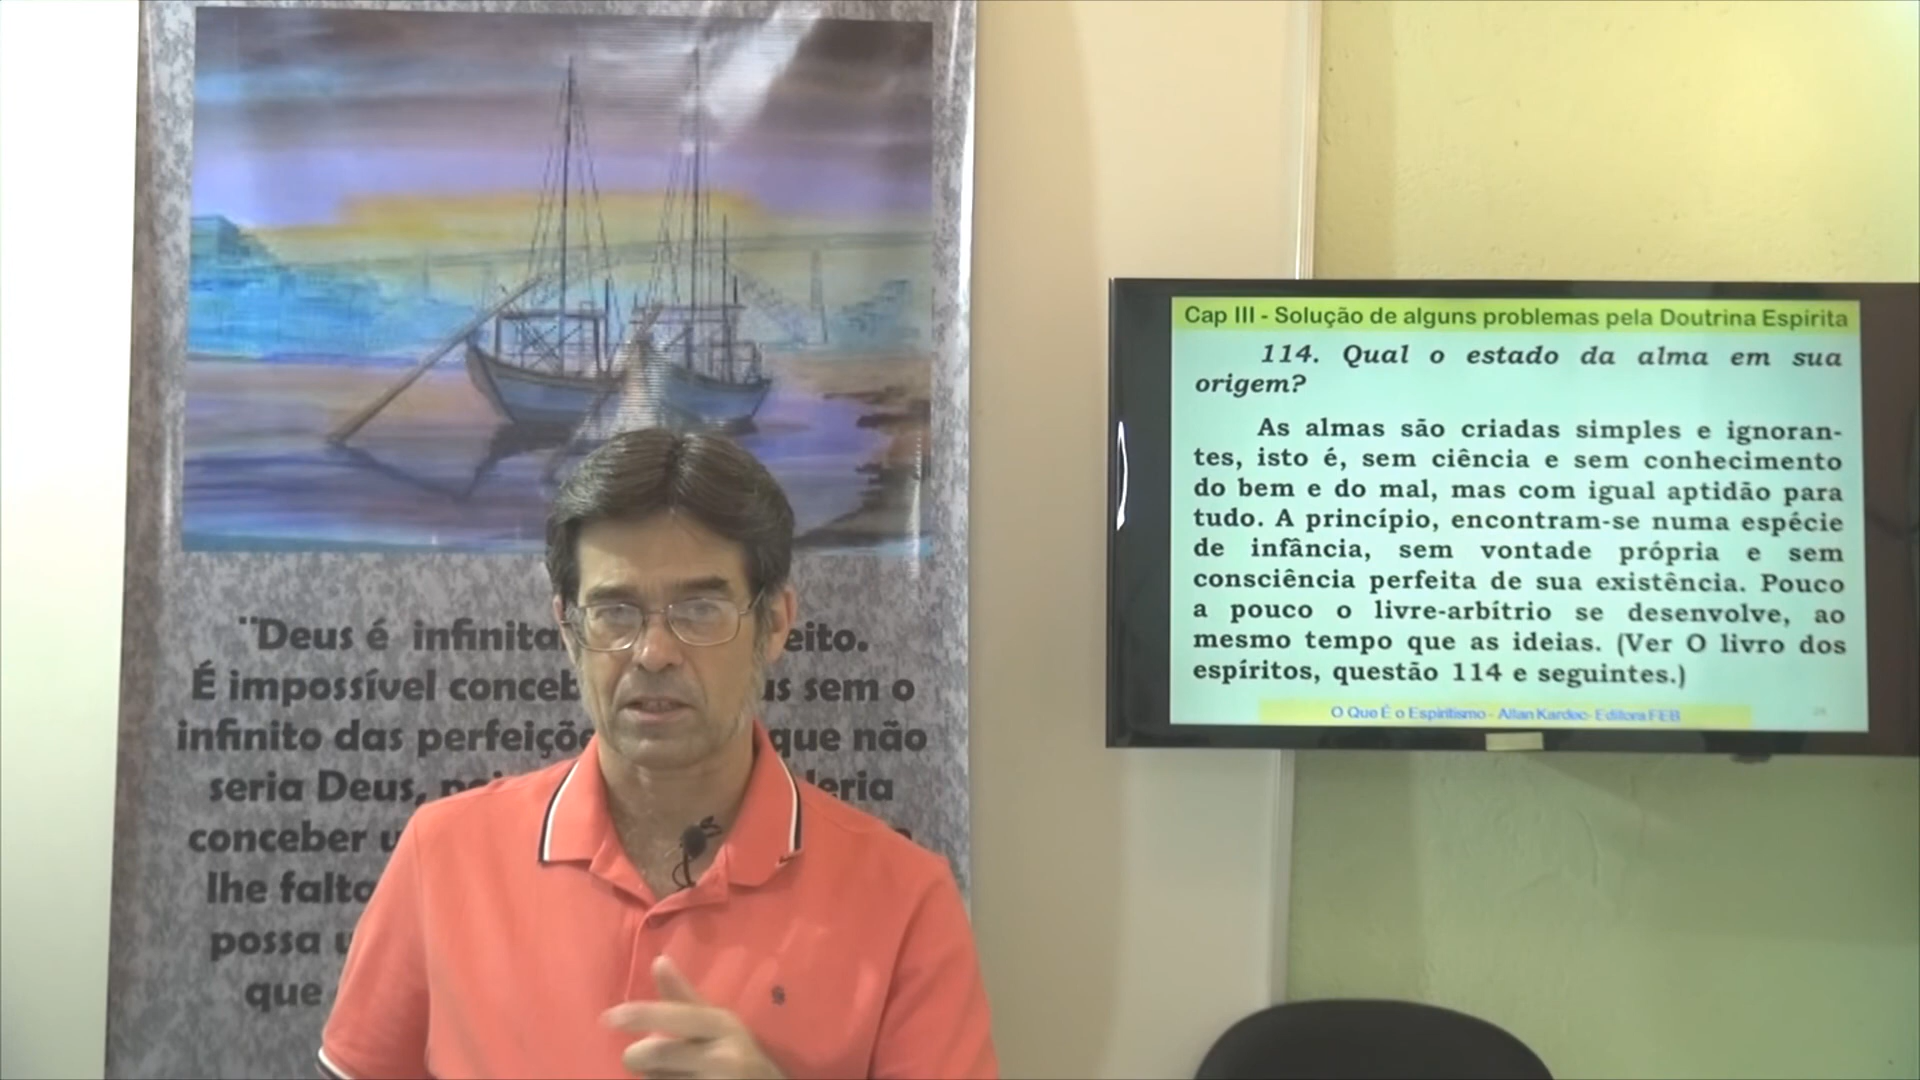 ¨Deus é infinita eito.
É impossível conceb us sem o
infinito das perfeiçõe que não
seria Deus, eria
conceber u
lhe falta
possa u
que
Cap III - Solução de alguns problemas pela Doutrina Espírita
114. Qual o estado da alma em sua
origem?
As almas são criadas simples e ignoran-
tes, isto é, sem ciência e sem conhecimento
do bem e do mal, mas com igual aptidão para
tudo. A princípio, encontram-se numa espécie
de infância, sem vontade própria e sem
consciência perfeita de sua existência. Pouco
a pouco o livre-arbítrio se desenvolve, ao
mesmo tempo que as ideias. (Ver O livro dos
espíritos, questão 114 e seguintes.)
O Que É o Espiritismo - Allan Kardec- Editora FEB